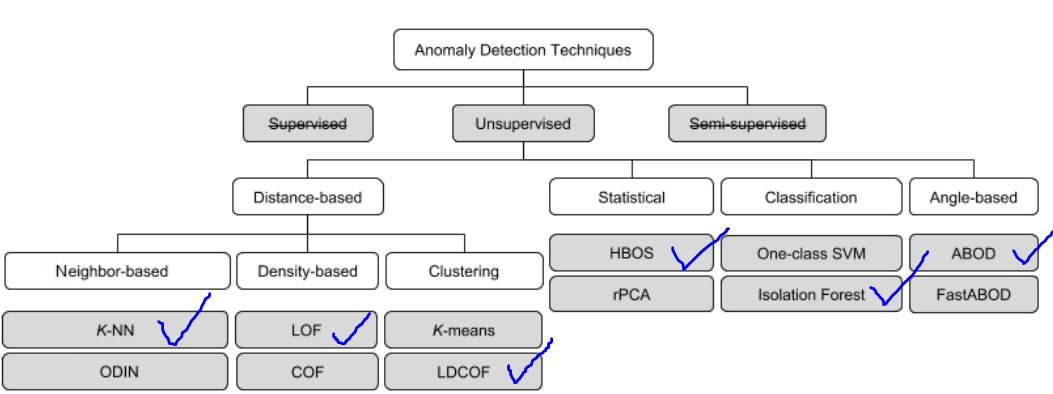 Anomaly Detection Techniques
Supervised Unsupervised Semi-supervised
Distance-based Statistical Classification Angle-based
Neighbor-based Density-based Clustering HBOS One-class SVM ABOD
rPCA Isolation Forest FastABOD
K-NN LOF K-means
ODIN COF LDCOF